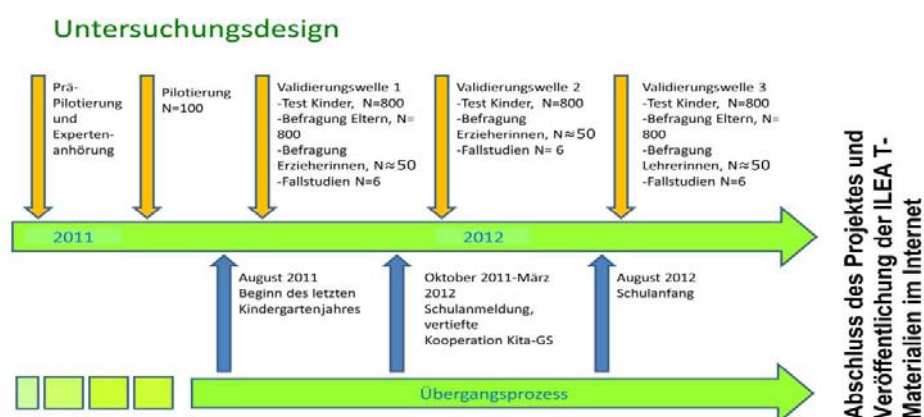 Untersuchungsdesign
Prä-
Pilotierung
und
Experten-
anhörung
Pilotierung
N=100
Validierungswelle 1
-Test Kinder, N=800
-Befragung Eltern, N=
800
-Befragung
Erzieherinnen, N≈50
-Fallstudien N=6
Validierungswelle 2
-Test Kinder, N=800
-Befragung
Erzieherinnen, N≈50
-Fallstudien N= 6
Validierungswelle 3
-Test Kinder, N=800
-Befragung Eltern, N=
800
-Befragung
Lehrerinnen, N≈50
-Fallstudien N=6
2011
2012
August 2011
Beginn des letzten
Kindergartenjahres
Oktober 2011-März
2012
Schulanmeldung,
vertiefte
Kooperation Kita-GS
August 2012
Schulanfang
Übergangsprozess
Abschluss des Projektes und
Veröffentlichung der ILEA T-
Materialien im Internet